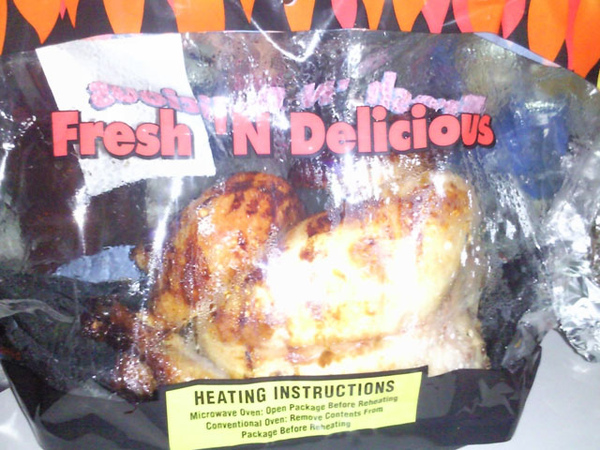 Fresh 'N Delicious
HEATING INSTRUCTIONS
Microwave Oven: Open Package Before Reheating
Conventional Oven: Remove Contents From
Package Before Reheating